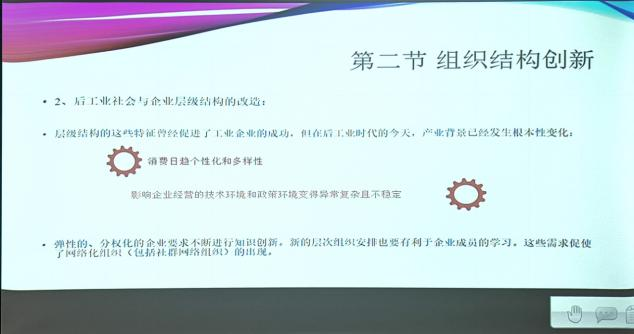 第二节 组织结构创新
• 2、后工业社会与企业层级结构的改造:
• 层级结构的这些特征曾经促进了工业企业的成功，但在后工业时代的今天，产业背景已经发生根本性变化:
消费日趋个性化和多样性
影响企业经营的技术环境和政策环境变得异常复杂且不稳定
• 弹性的、分权化的企业要求不断进行知识创新。新的层次组织安排也要有利于企业成员的学习。这些需求促使
了网络化组织（包括社群网络组织）的出现。